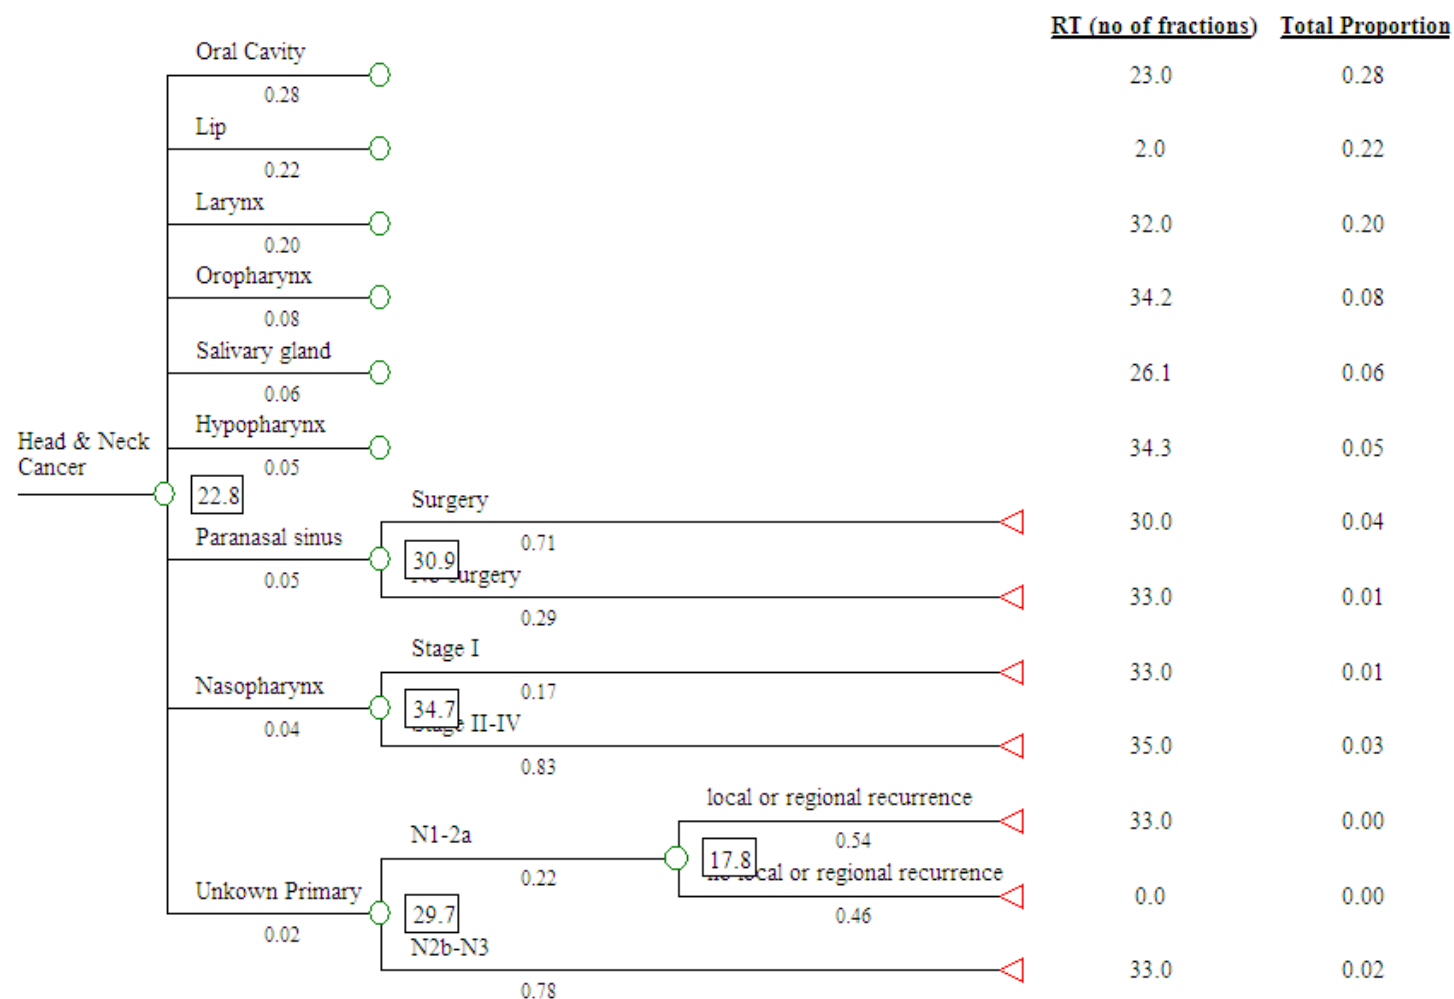 RT (no of fractions) Total Proportion
Oral Cavity
0.28
23.0 0.28
Lip
0.22
2.0 0.22
Larynx
0.20
32.0 0.20
Oropharynx
0.08
34.2 0.08
Salivary gland
0.06
26.1 0.06
Hypopharynx
0.05
34.3 0.05
Head & Neck
Cancer
22.8
Surgery
0.71
30.0 0.04
Paranasal sinus
0.05
30.9
surgery
0.29
33.0 0.01
Stage I
0.17
33.0 0.01
Nasopharynx
0.04
34.7
II-IV
0.83
35.0 0.03
local or regional recurrence
0.54
33.0 0.00
N1-2a
0.22
17.8
local or regional recurrence
0.46
0.0 0.00
Unkown Primary
0.02
29.7
N2b-N3
0.78
33.0 0.02